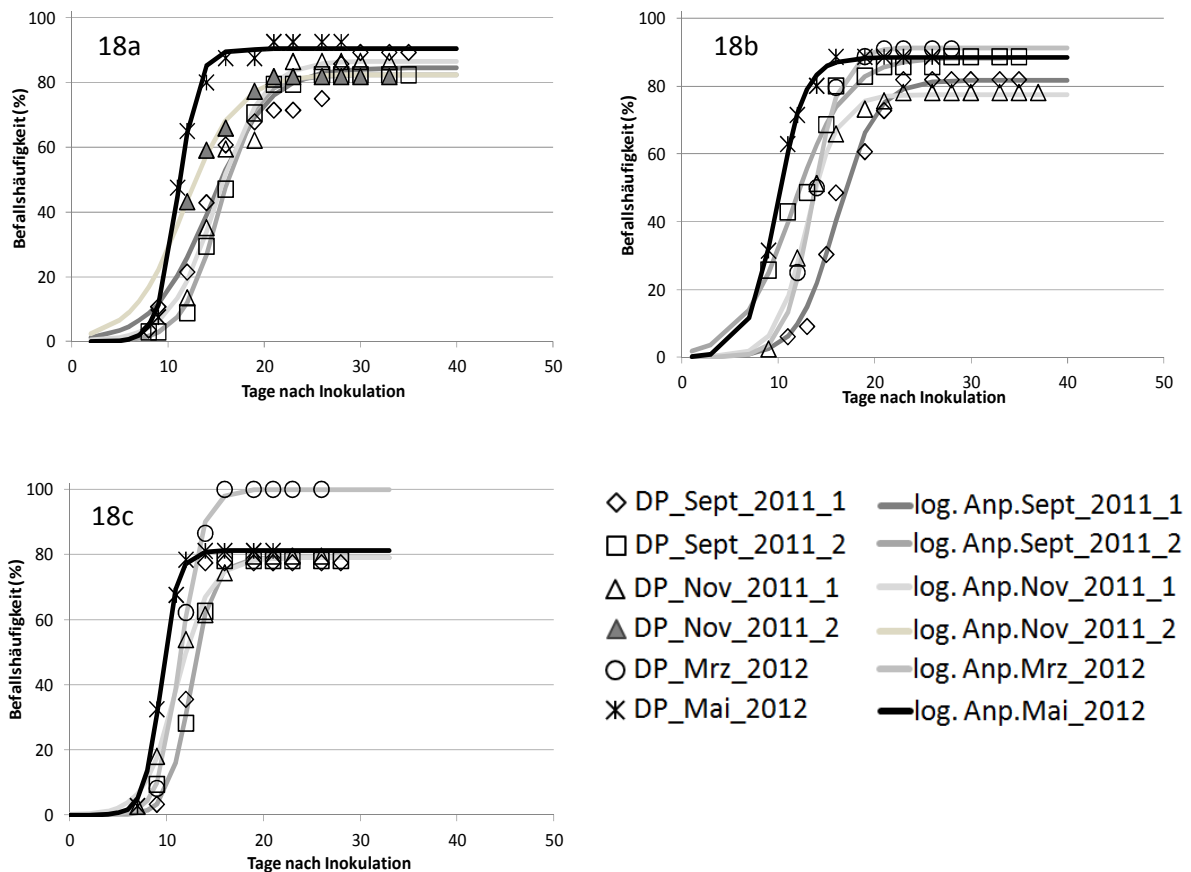 18a
Befallshäufigkeit (%)
100
80
60
40
20
0
0 10 20 30 40 50
Tage nach Inokulation
18b
Befallshäufigkeit (%)
100
80
60
40
20
0
0 10 20 30 40 50
Tage nach Inokulation
18c
Befallshäufigkeit (%)
100
80
60
40
20
0
0 10 20 30 40 50
Tage nach Inokulation
DP_Sept_2011_1 log. Anp.Sept_2011_1
DP_Sept_2011_2 log. Anp.Sept_2011_2
DP_Nov_2011_1 log. Anp.Nov_2011_1
DP_Nov_2011_2 log. Anp.Nov_2011_2
DP_Mrz_2012 log. Anp.Mrz_2012
DP_Mai_2012 log. Anp.Mai_2012